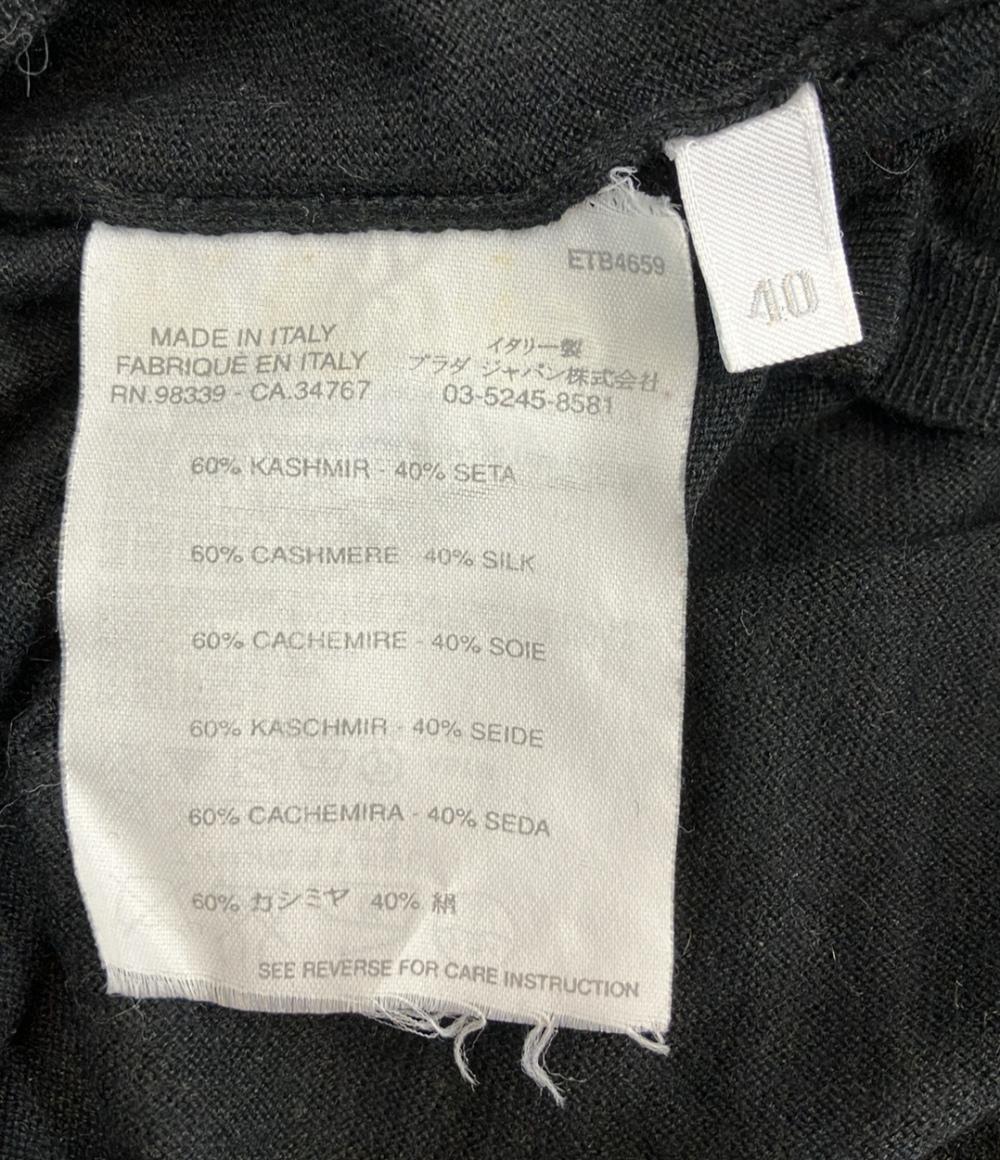 ETB4659
40
MADE IN ITALY
FABRIQUÉ EN ITALY
RN.98339 - CA.34767
イタリー製
プラダ ジャパン株式会社
03-5245-8581
60% KASHMIR - 40% SETA
60% CASHMERE - 40% SILK
60% CACHEMIRE - 40% SOIE
60% KASCHMIR - 40% SEIDE
60% CACHEMIRA - 40% SEDA
60% カシミヤ 40% 絹
SEE REVERSE FOR CARE INSTRUCTION